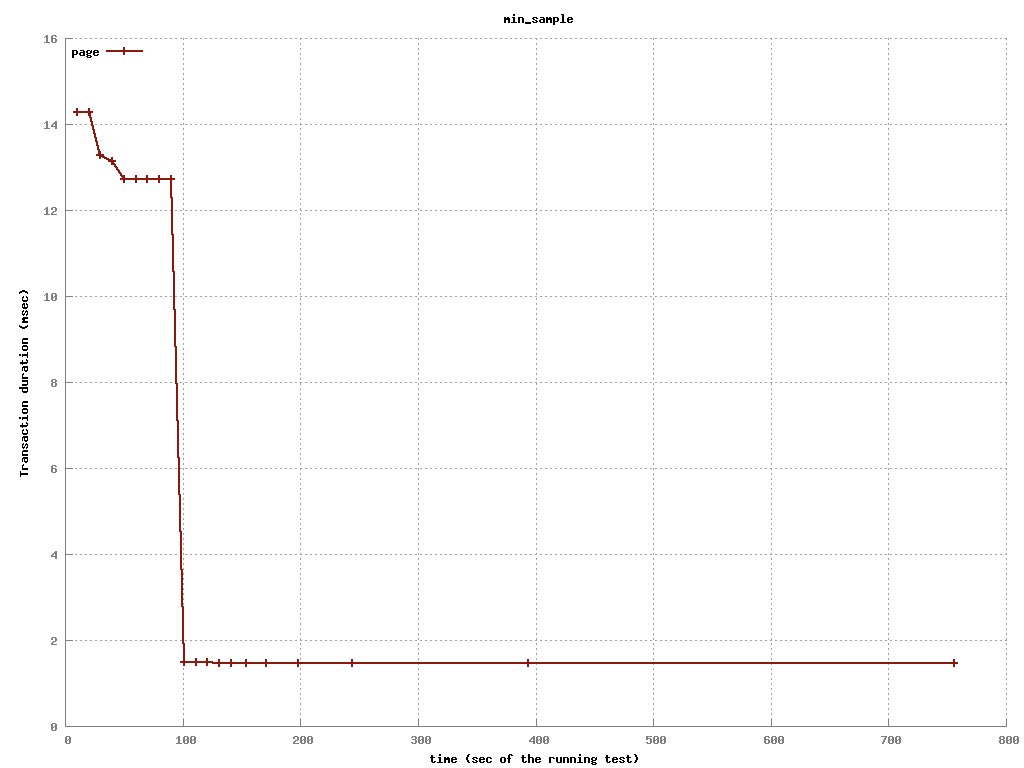 min_sample
page
16
14
12
10
8
6
4
2
0
Transaction duration (msec)
0 100 200 300 400 500 600 700 800
time (sec of the running test)